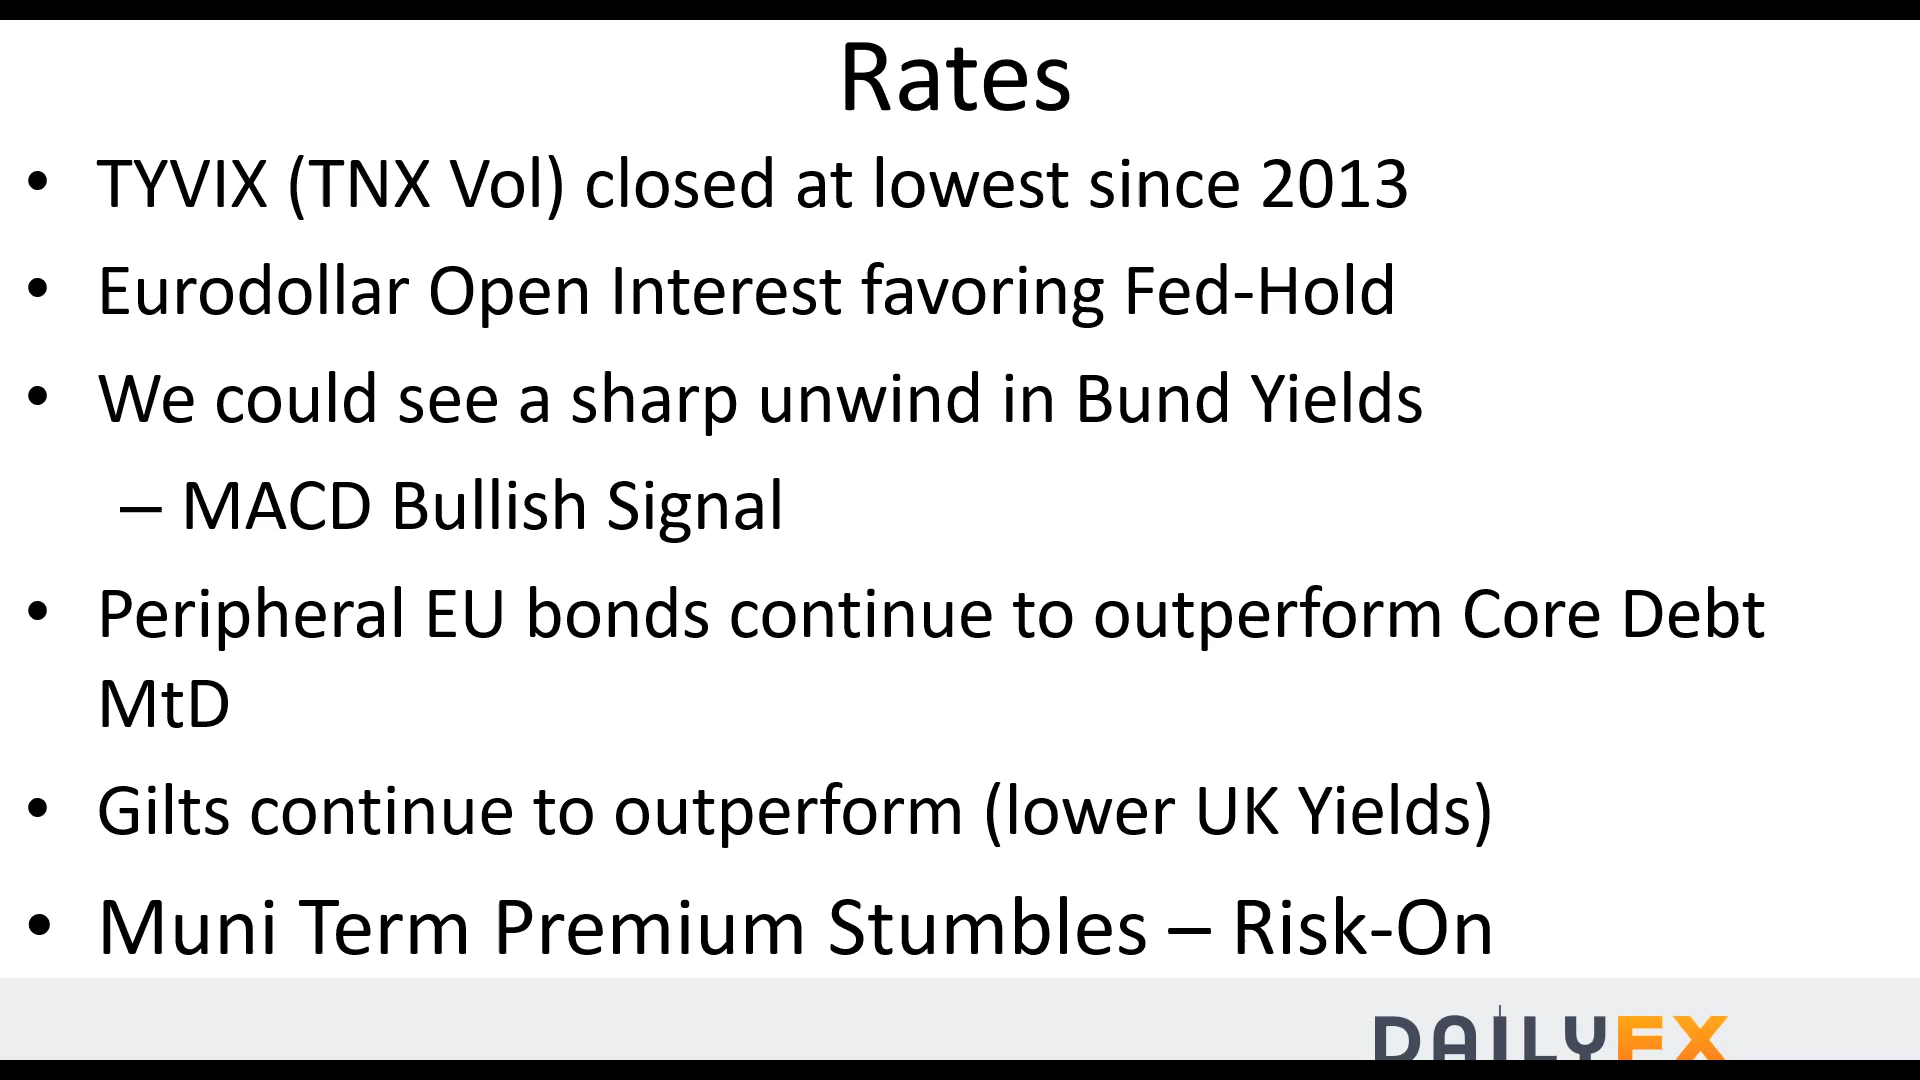 Rates
• TYVIX (TNX Vol) closed at lowest since 2013
• Eurodollar Open Interest favoring Fed-Hold
• We could see a sharp unwind in Bund Yields
– MACD Bullish Signal
• Peripheral EU bonds continue to outperform Core Debt
MtD
• Gilts continue to outperform (lower UK Yields)
• Muni Term Premium Stumbles – Risk-On
DAILYFX